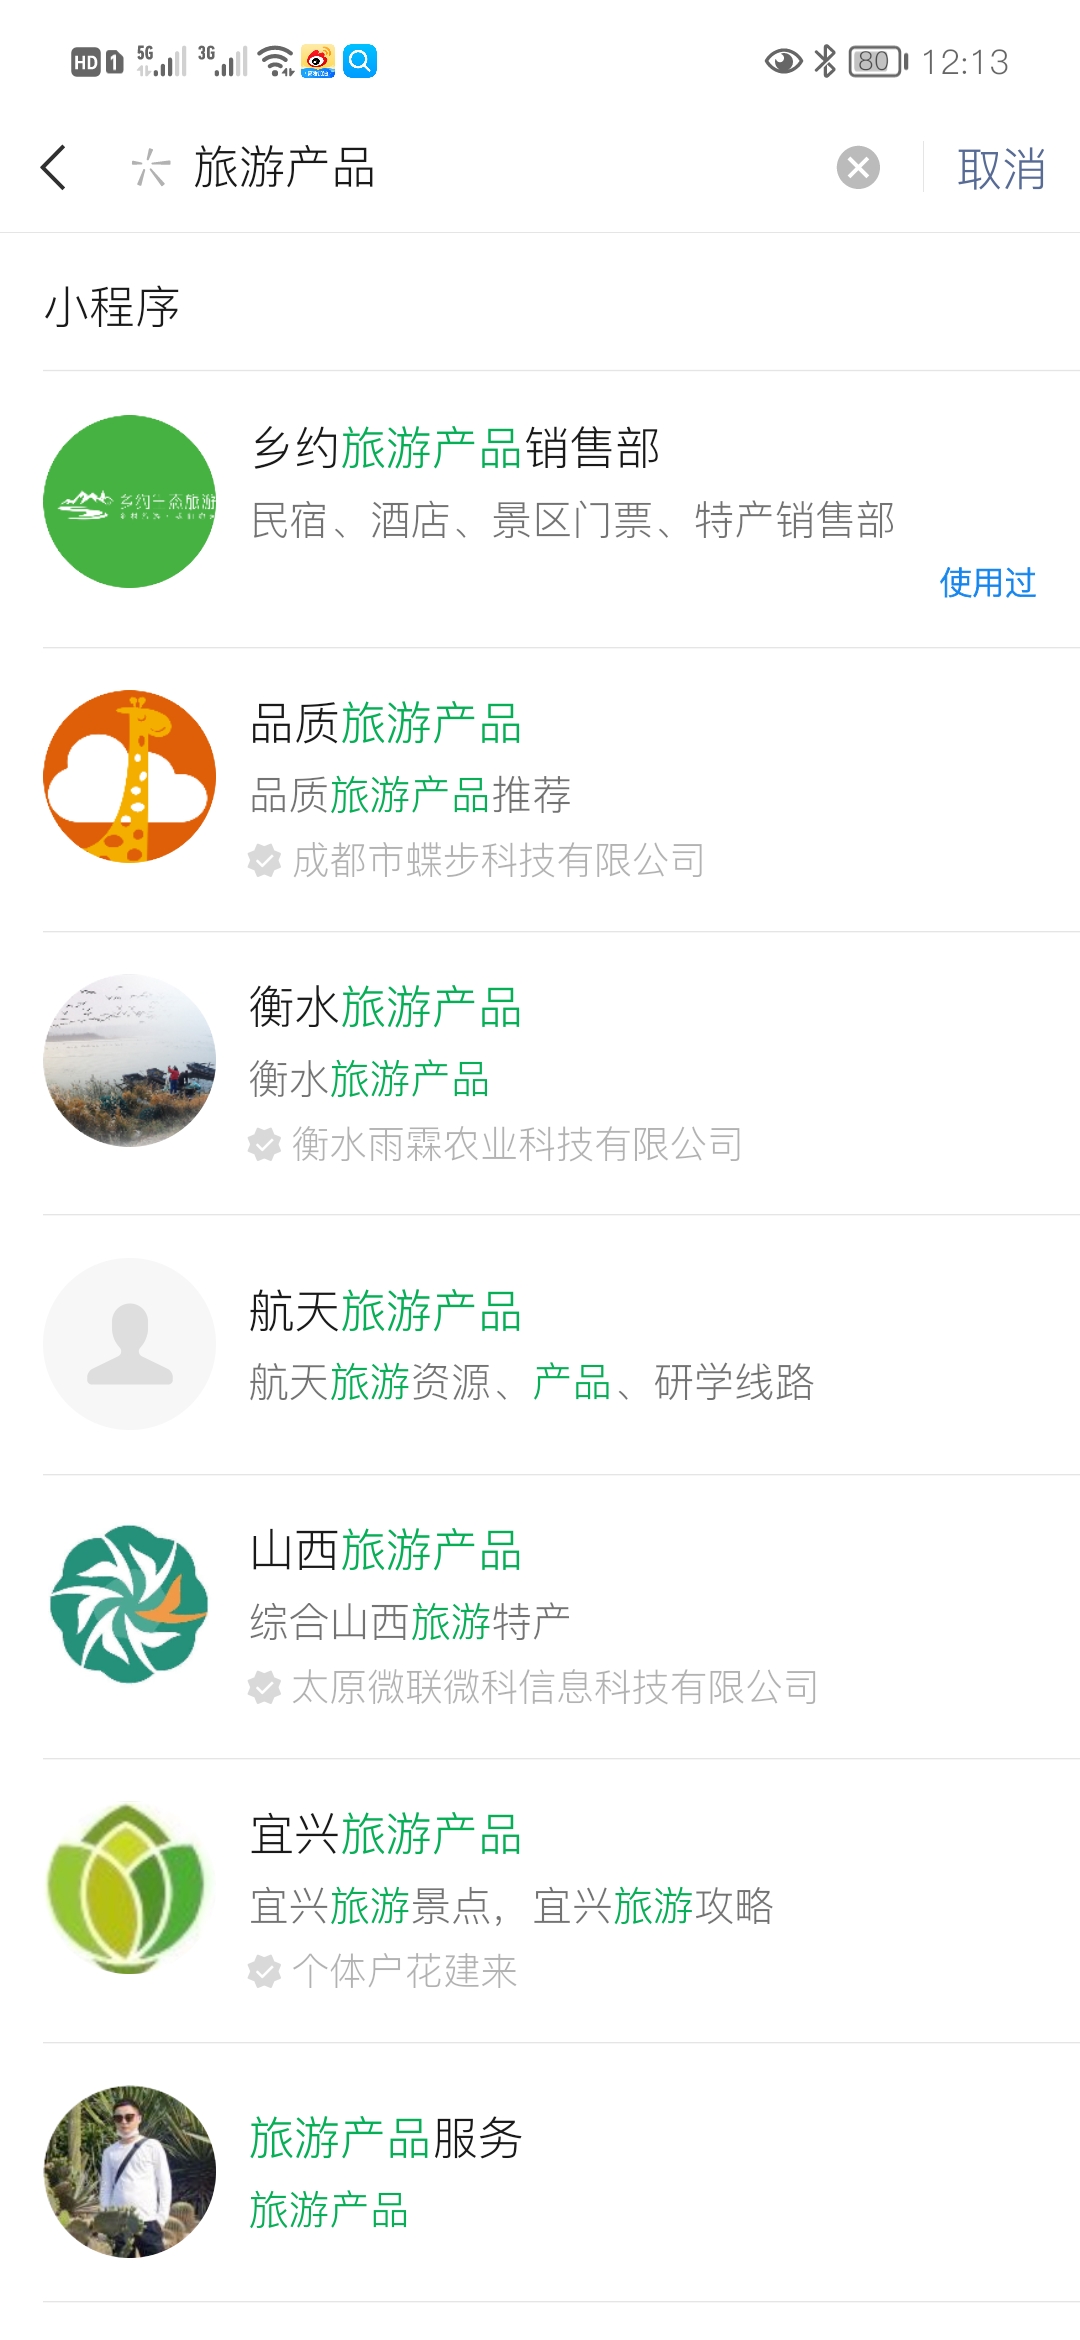 HD 1 5G 3G 80 12:13
旅游产品 取消
小程序
乡约旅游产品销售部
民宿、酒店、景区门票、特产销售部
使用过
品质旅游产品
品质旅游产品推荐
成都市蝶步科技有限公司
衡水旅游产品
衡水旅游产品
衡水雨霖农业科技有限公司
航天旅游产品
航天旅游资源、产品、研学线路
山西旅游产品
综合山西旅游特产
太原微联微科信息科技有限公司
宜兴旅游产品
宜兴旅游景点，宜兴旅游攻略
个体户花建来
旅游产品服务
旅游产品